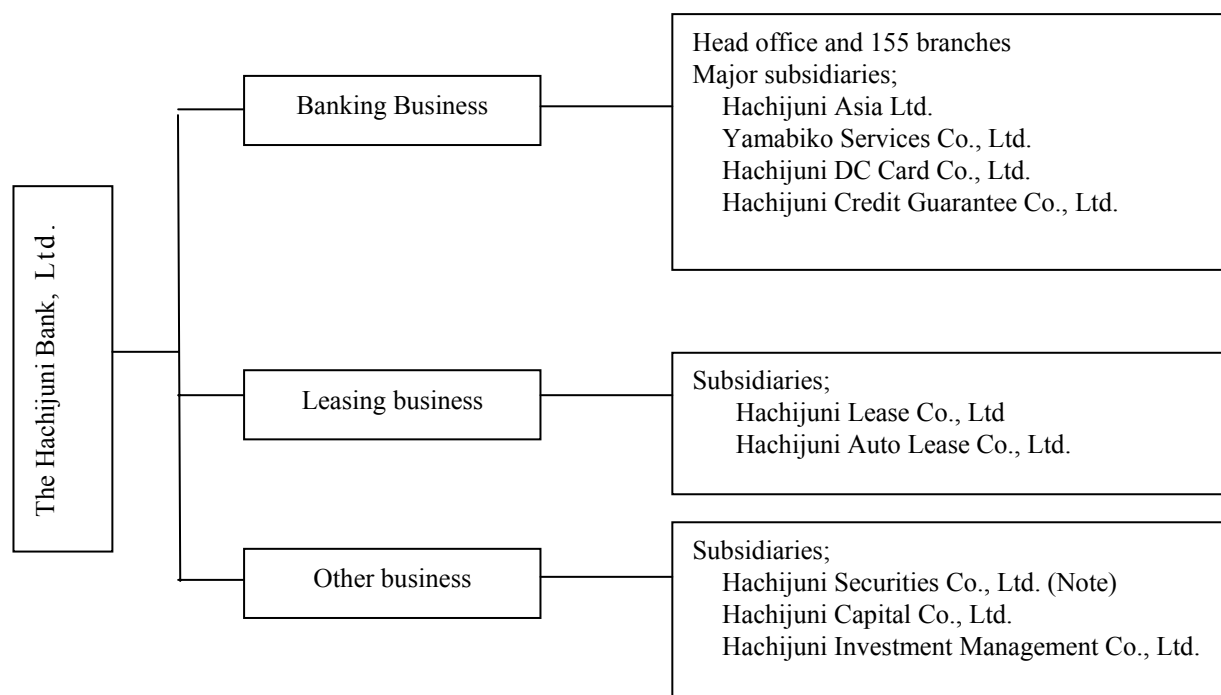 The Hachijuni Bank, Ltd.
Banking Business
Head office and 155 branches
Major subsidiaries;
Hachijuni Asia Ltd.
Yamabiko Services Co., Ltd.
Hachijuni DC Card Co., Ltd.
Hachijuni Credit Guarantee Co., Ltd.
Leasing business
Subsidiaries;
Hachijuni Lease Co., Ltd
Hachijuni Auto Lease Co., Ltd.
Other business
Subsidiaries;
Hachijuni Securities Co., Ltd. (Note)
Hachijuni Capital Co., Ltd.
Hachijuni Investment Management Co., Ltd.